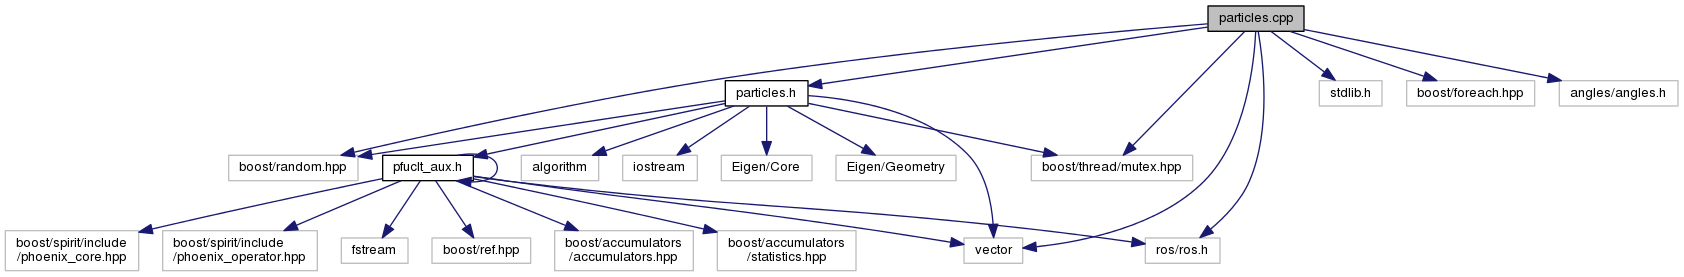 particles.cpp
particles.h
stdlib.h
boost/foreach.hpp
angles/angles.h
boost/random.hpp
pfuclt_aux.h
algorithm
iostream
Eigen/Core
Eigen/Geometry
boost/thread/mutex.hpp
boost/spirit/include
/phoenix_core.hpp
boost/spirit/include
/phoenix_operator.hpp
fstream
boost/ref.hpp
boost/accumulators
/accumulators.hpp
boost/accumulators
/statistics.hpp
vector
ros/ros.h